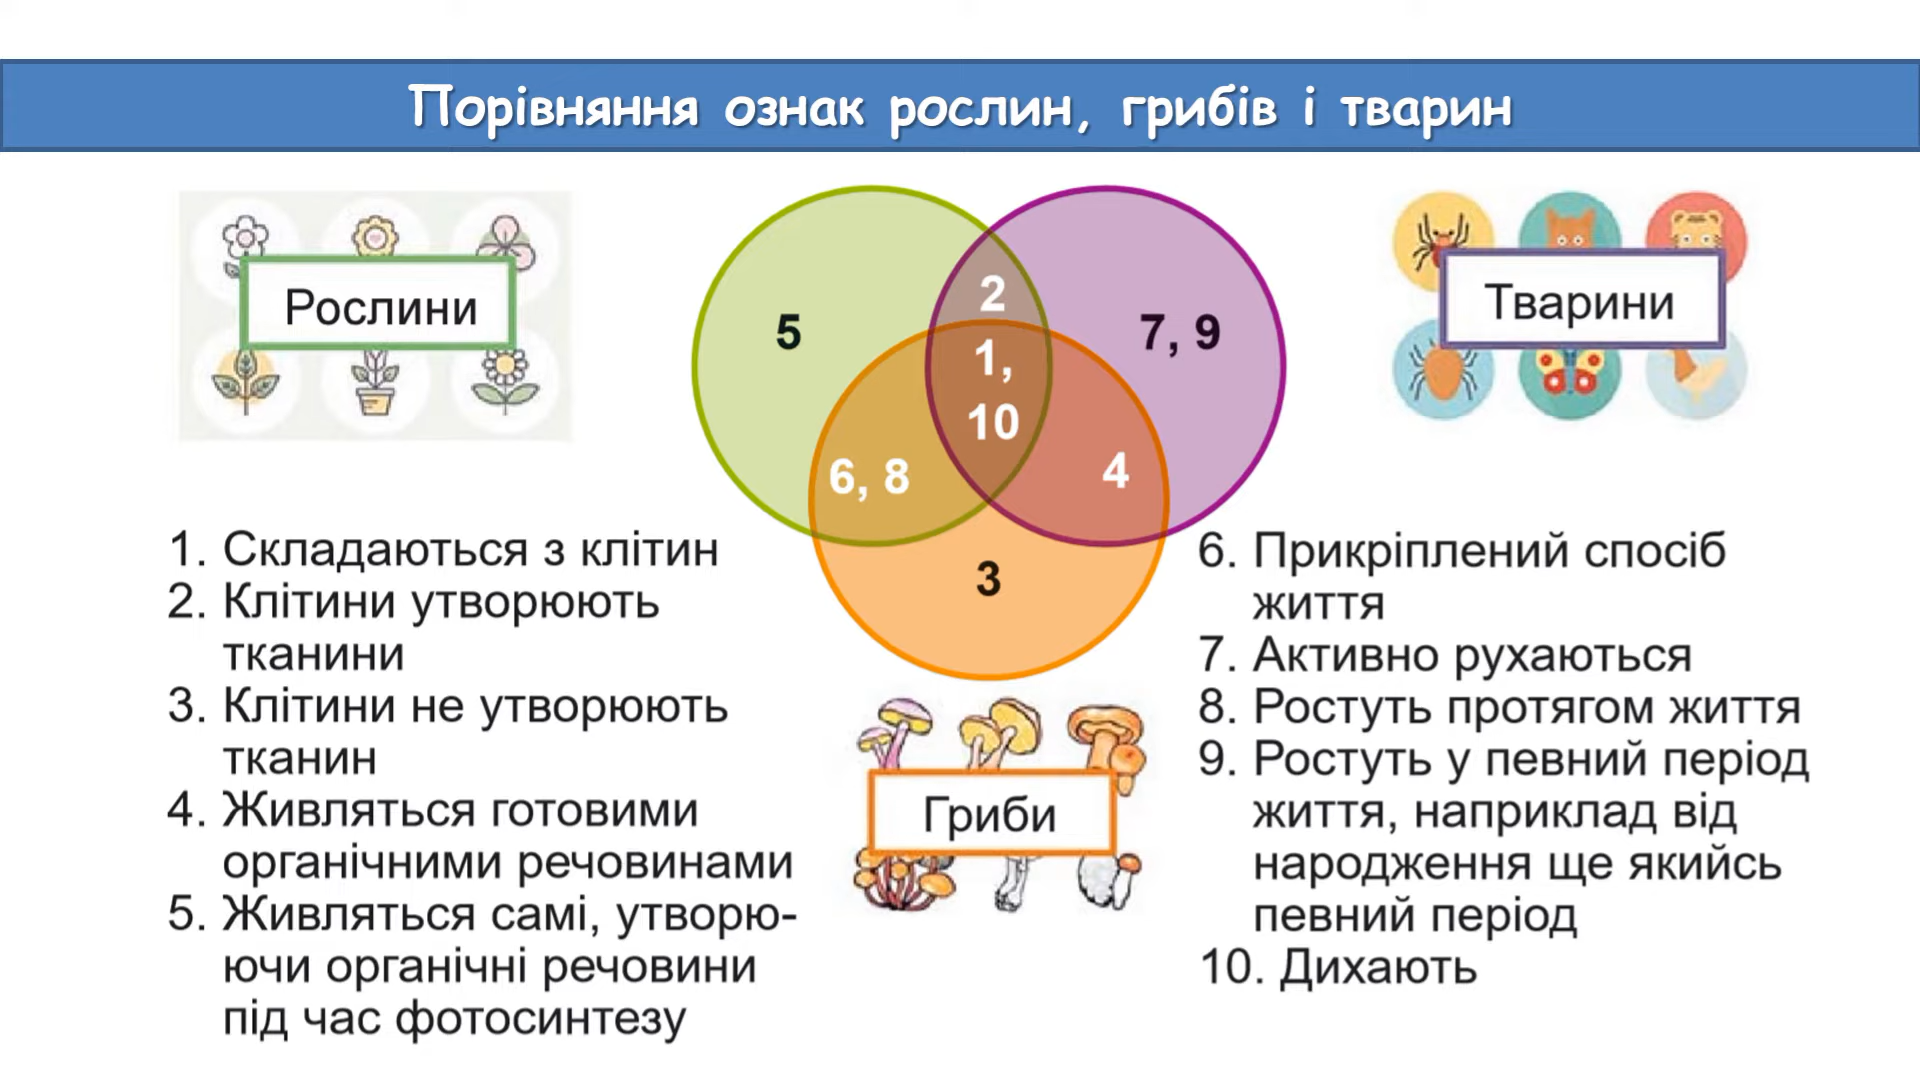 Порівняння ознак рослин, грибів і тварин
Рослини
Тварини
5
2
7, 9
1,
10
6, 8
4
3
Гриби
1. Складаються з клітин
2. Клітини утворюють
тканини
3. Клітини не утворюють
тканин
4. Живляться готовими
органічними речовинами
5. Живляться самі, утворю-
ючи органічні речовини
під час фотосинтезу
6. Прикріплений спосіб
життя
7. Активно рухаються
8. Ростуть протягом життя
9. Ростуть у певний період
життя, наприклад від
народження ще якийсь
певний період
10. Дихають